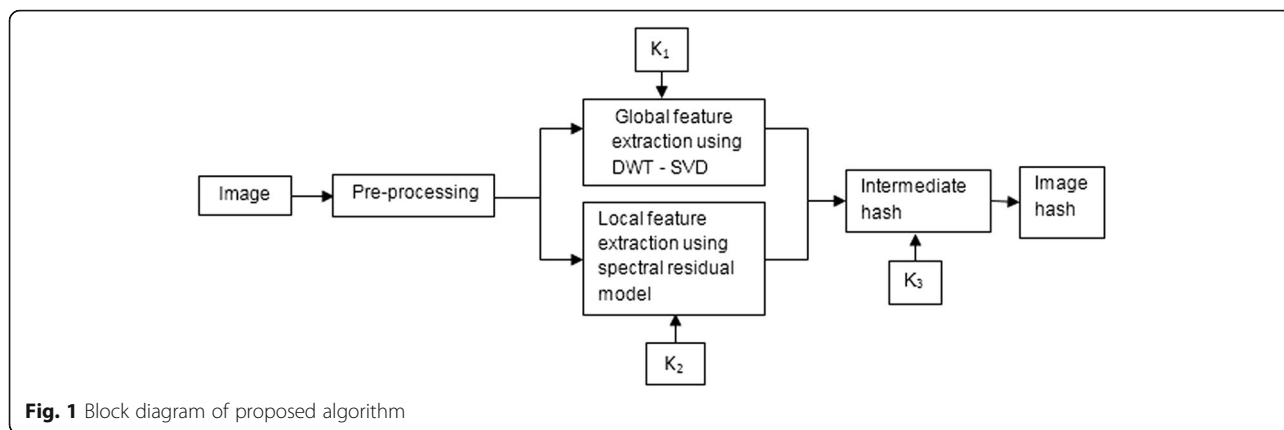 K₁
Global feature
extraction using
DWT - SVD
Image
Pre-processing
Local feature
extraction using
spectral residual
model
Intermediate
hash
Image
hash
K₃
K₂
Fig. 1 Block diagram of proposed algorithm